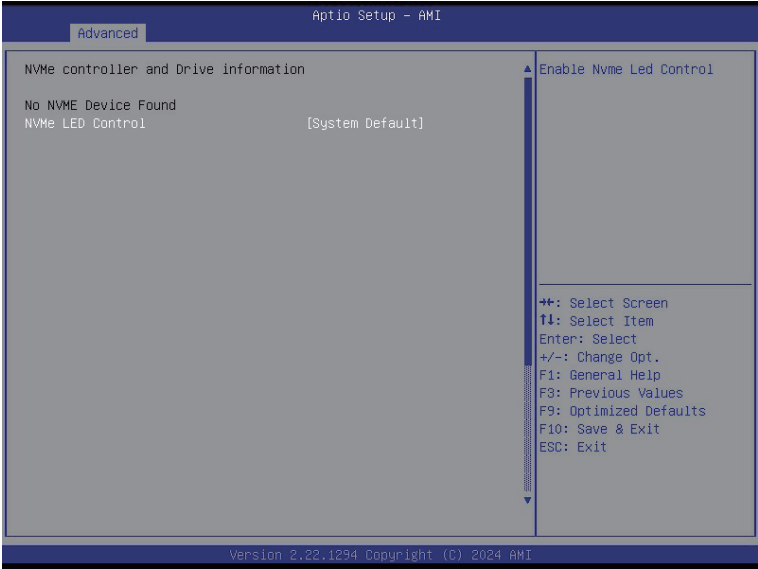 Aptio Setup – AMI
Advanced
NVMe controller and Drive information
No NVME Device Found
NVMe LED Control [System Default]
Enable Nvme Led Control
→←: Select Screen
↑↓: Select Item
Enter: Select
+/-: Change Opt.
F1: General Help
F3: Previous Values
F9: Optimized Defaults
F10: Save & Exit
ESC: Exit
Version 2.22.1294 Copyright (C) 2024 AMI